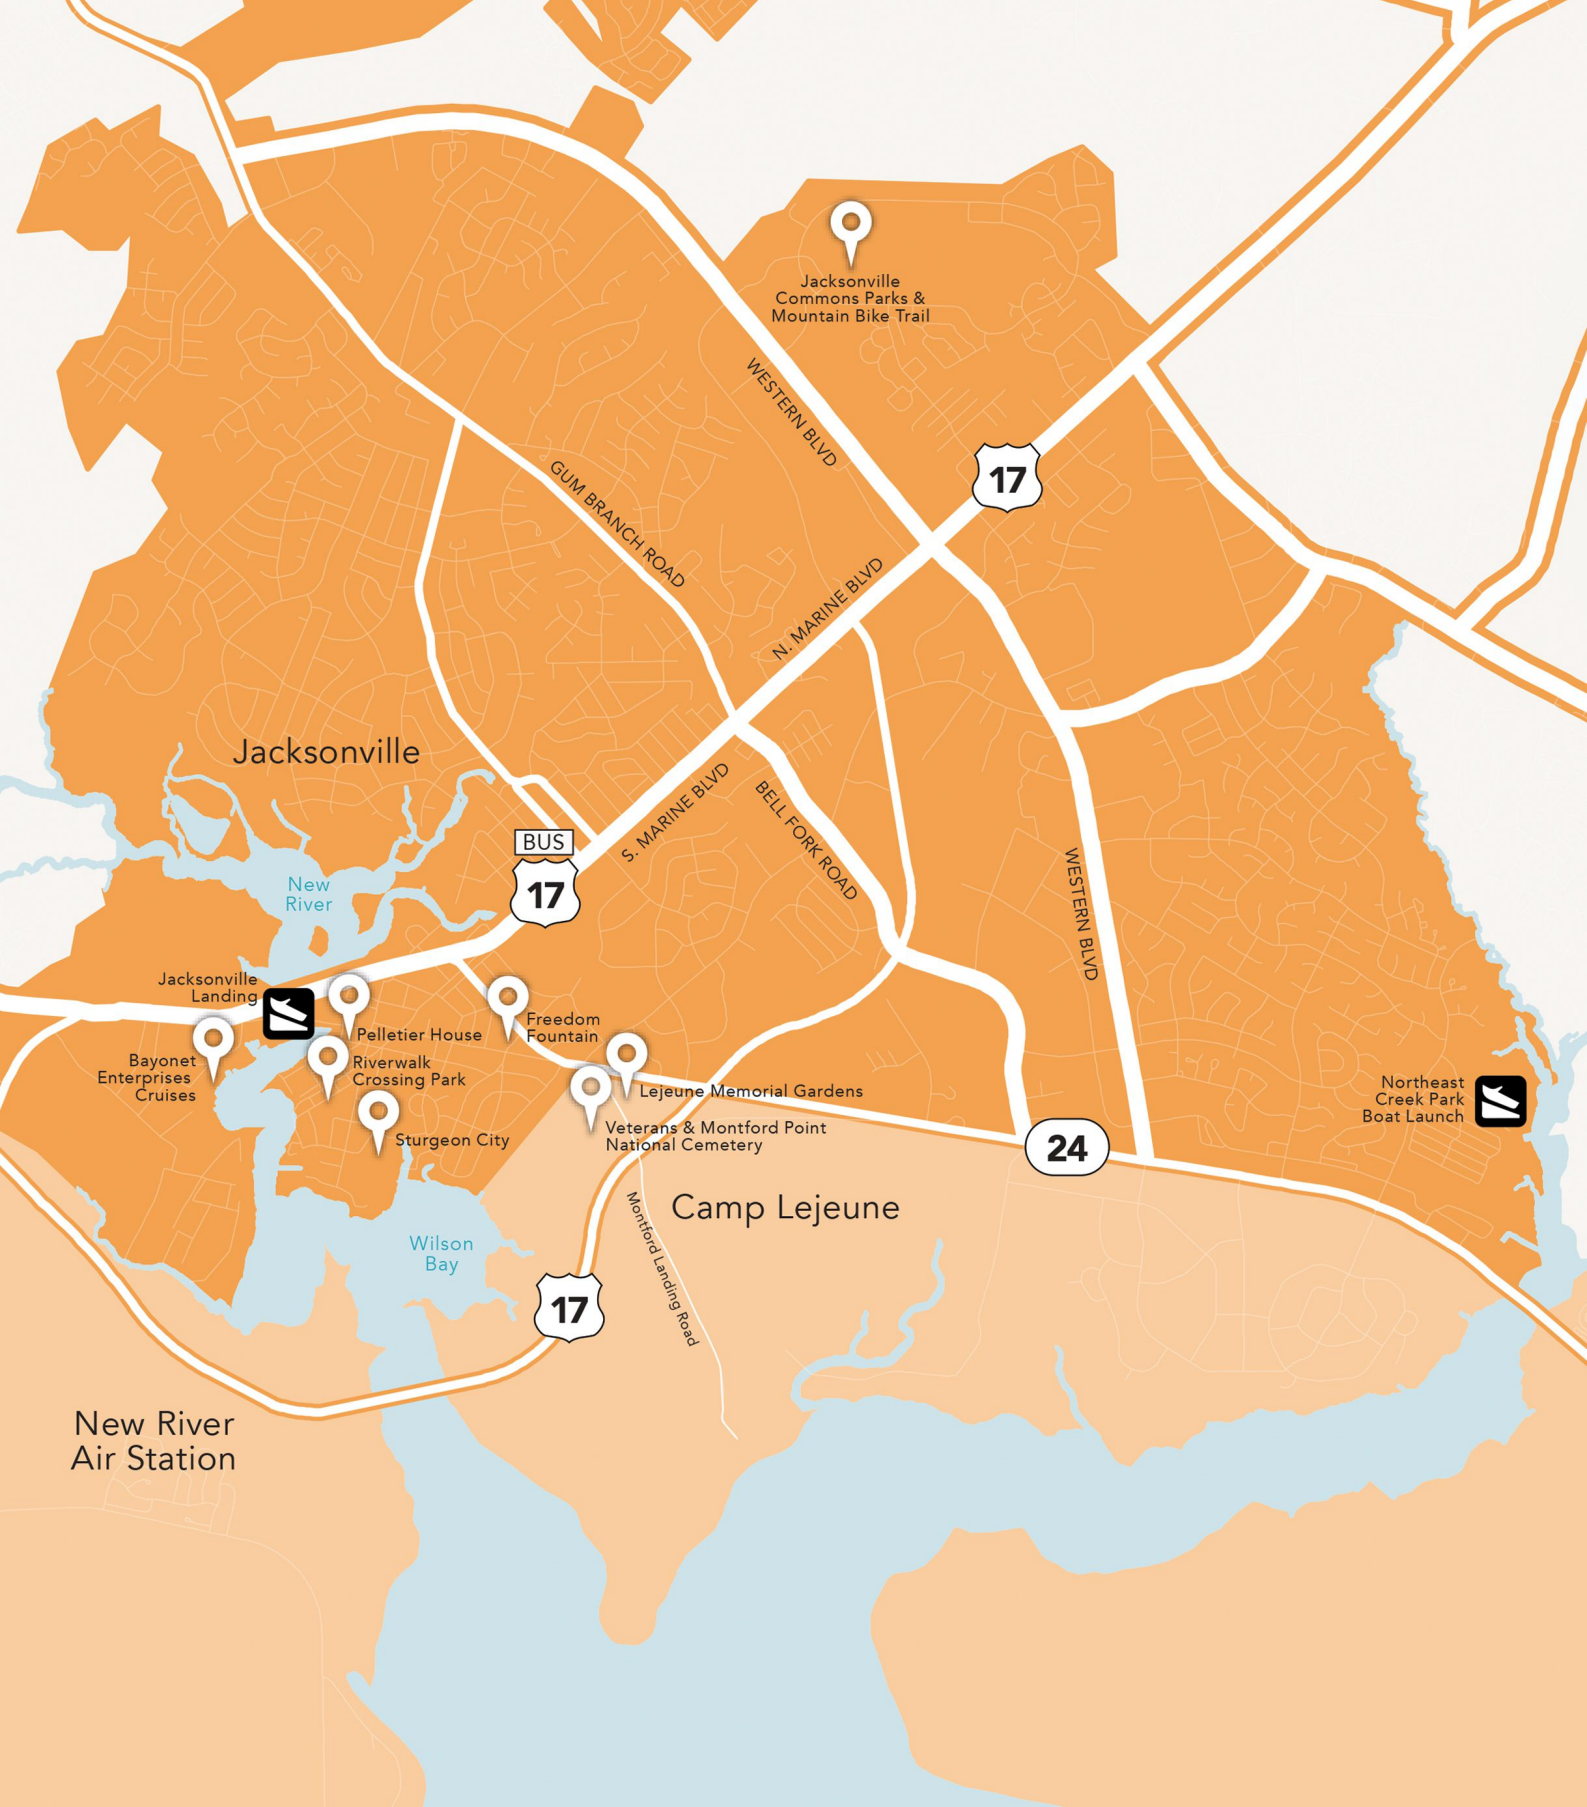 Jacksonville
Commons Parks &
Mountain Bike Trail
WESTERN BLVD
17
GUM BRANCH ROAD
N. MARINE BLVD
Jacksonville
S. MARINE BLVD
BELL FORK ROAD
BUS
17
WESTERN BLVD
New
River
Jacksonville
Landing
Pelletier House
Freedom
Fountain
Bayonet
Enterprises
Cruises
Riverwalk
Crossing Park
Lejeune Memorial Gardens
Northeast
Creek Park
Boat Launch
Sturgeon City
Veterans & Montford Point
National Cemetery
24
Camp Lejeune
Montford Landing Road
Wilson
Bay
17
New River
Air Station